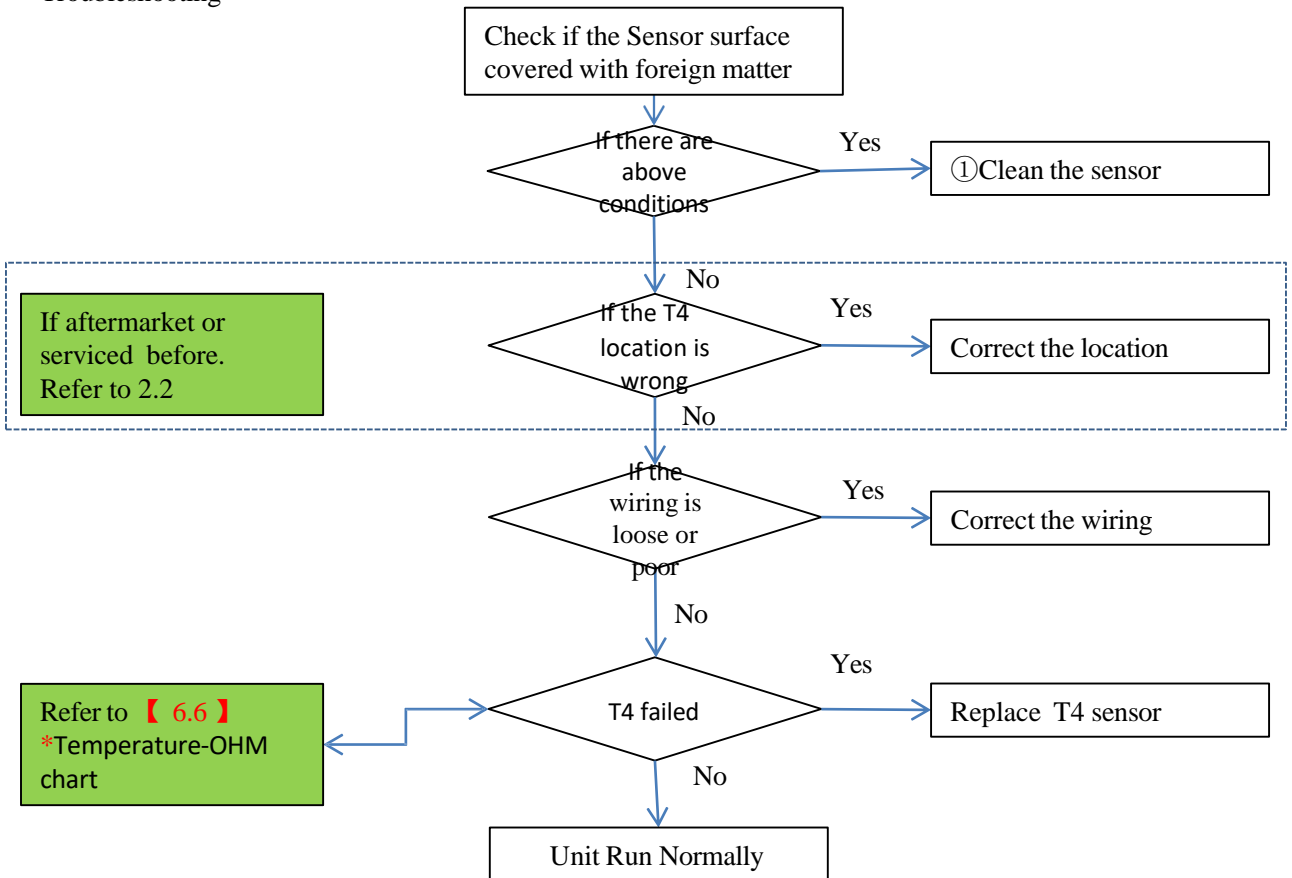 Troubleshooting
Check if the Sensor surface
covered with foreign matter
If there are
above
conditions
Yes
①Clean the sensor
No
If aftermarket or
serviced before.
Refer to 2.2
If the T4
location is
wrong
Yes
Correct the location
No
If the
wiring is
loose or
poor
Yes
Correct the wiring
No
Refer to 【 6.6 】
*Temperature-OHM
chart
T4 failed
Yes
Replace T4 sensor
No
Unit Run Normally